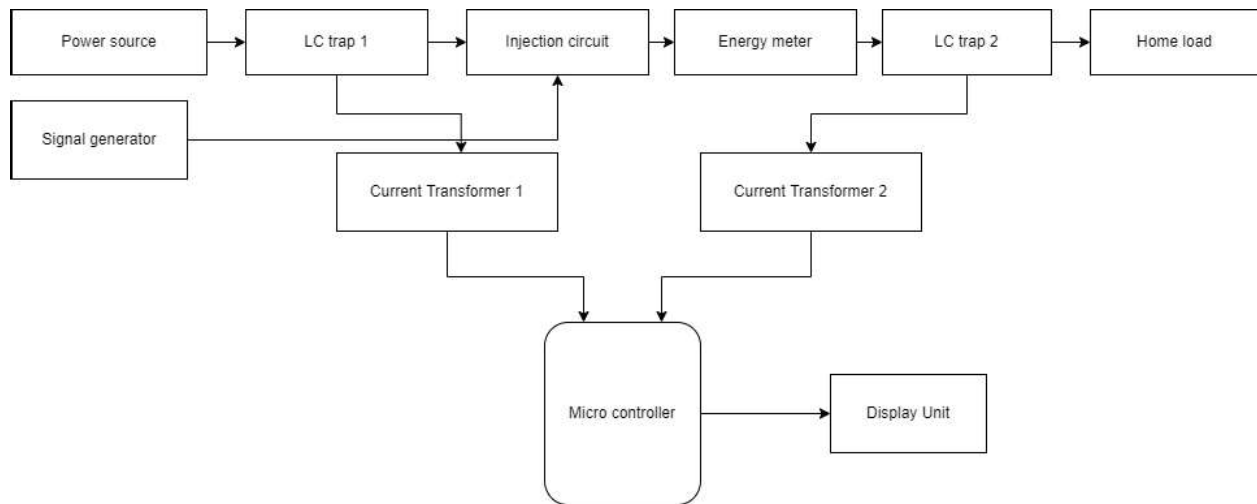 Power source
LC trap 1
Injection circuit
Energy meter
LC trap 2
Home load
Signal generator
Current Transformer 1
Current Transformer 2
Micro controller
Display Unit